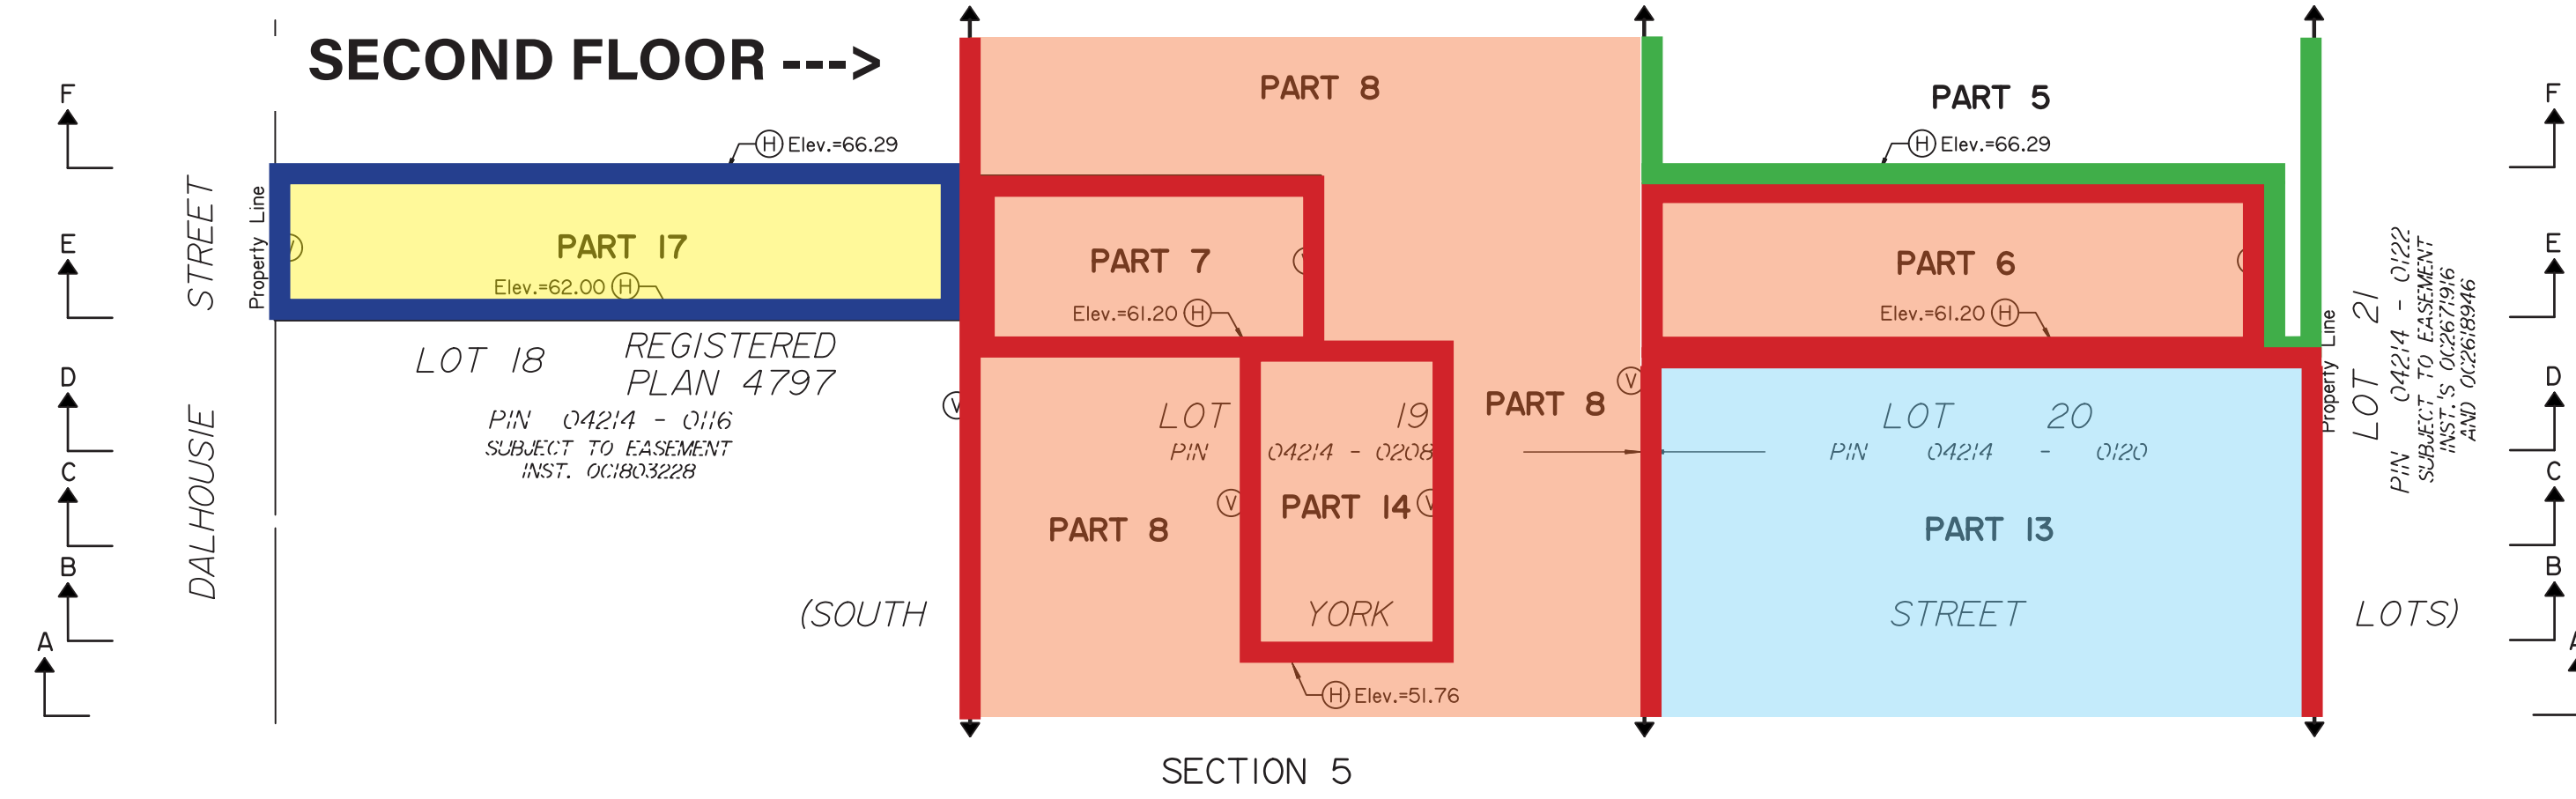 SECOND FLOOR --->
PART 8
PART 5
F
F
H Elev.=66.29
H Elev.=66.29
STREET
Property Line
E
E
V
PART 17
PART 7
PART 6
Elev.=62.00 H
Elev.=61.20 H
Elev.=61.20 H
LOT 18
REGISTERED
PLAN 4797
PIN 04214 - 0116
SUBJECT TO EASEMENT
INST. OC1803228
D
D
V
V
PART 8
LOT 19
PIN 04214 - 0208
LOT 20
PIN 04214 - 0120
Property Line
LOT 21
PIN 04214 - 0122
SUBJECT TO EASEMENT
INST.'S OC2671916
AND OC2618946
C
C
DALHOUSIE
PART 8
V
PART 14
V
PART 13
B
B
(SOUTH YORK STREET LOTS)
A
A
H Elev.=51.76
SECTION 5